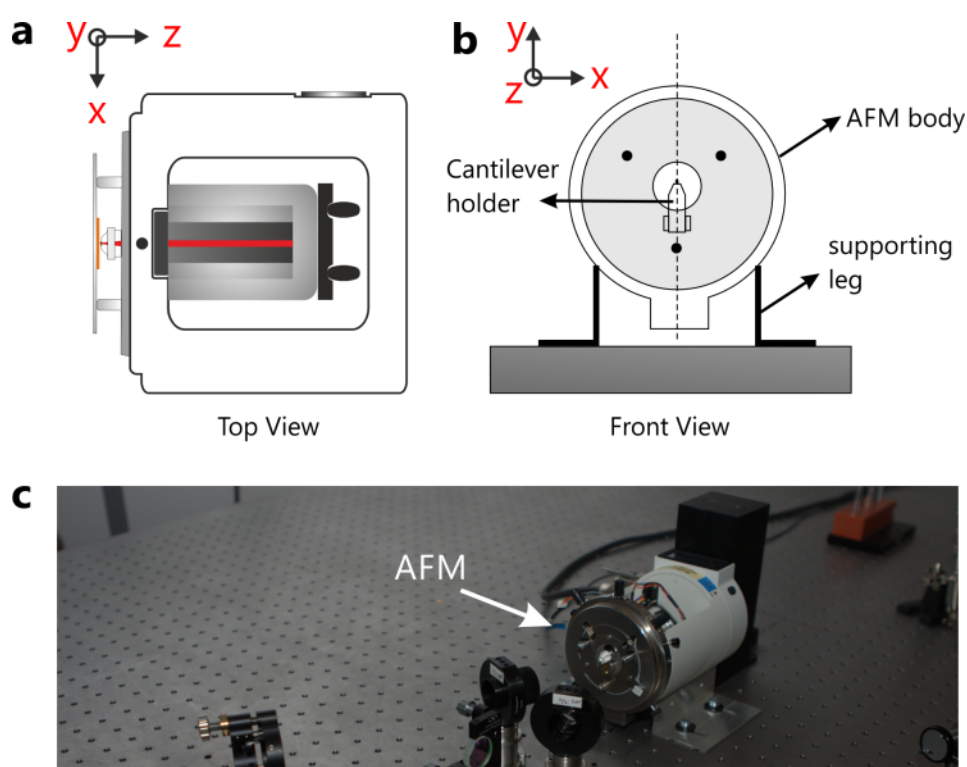 a
y
z
x
Top View
b
y
z
x
AFM body
Cantilever
holder
supporting
leg
Front View
c
AFM